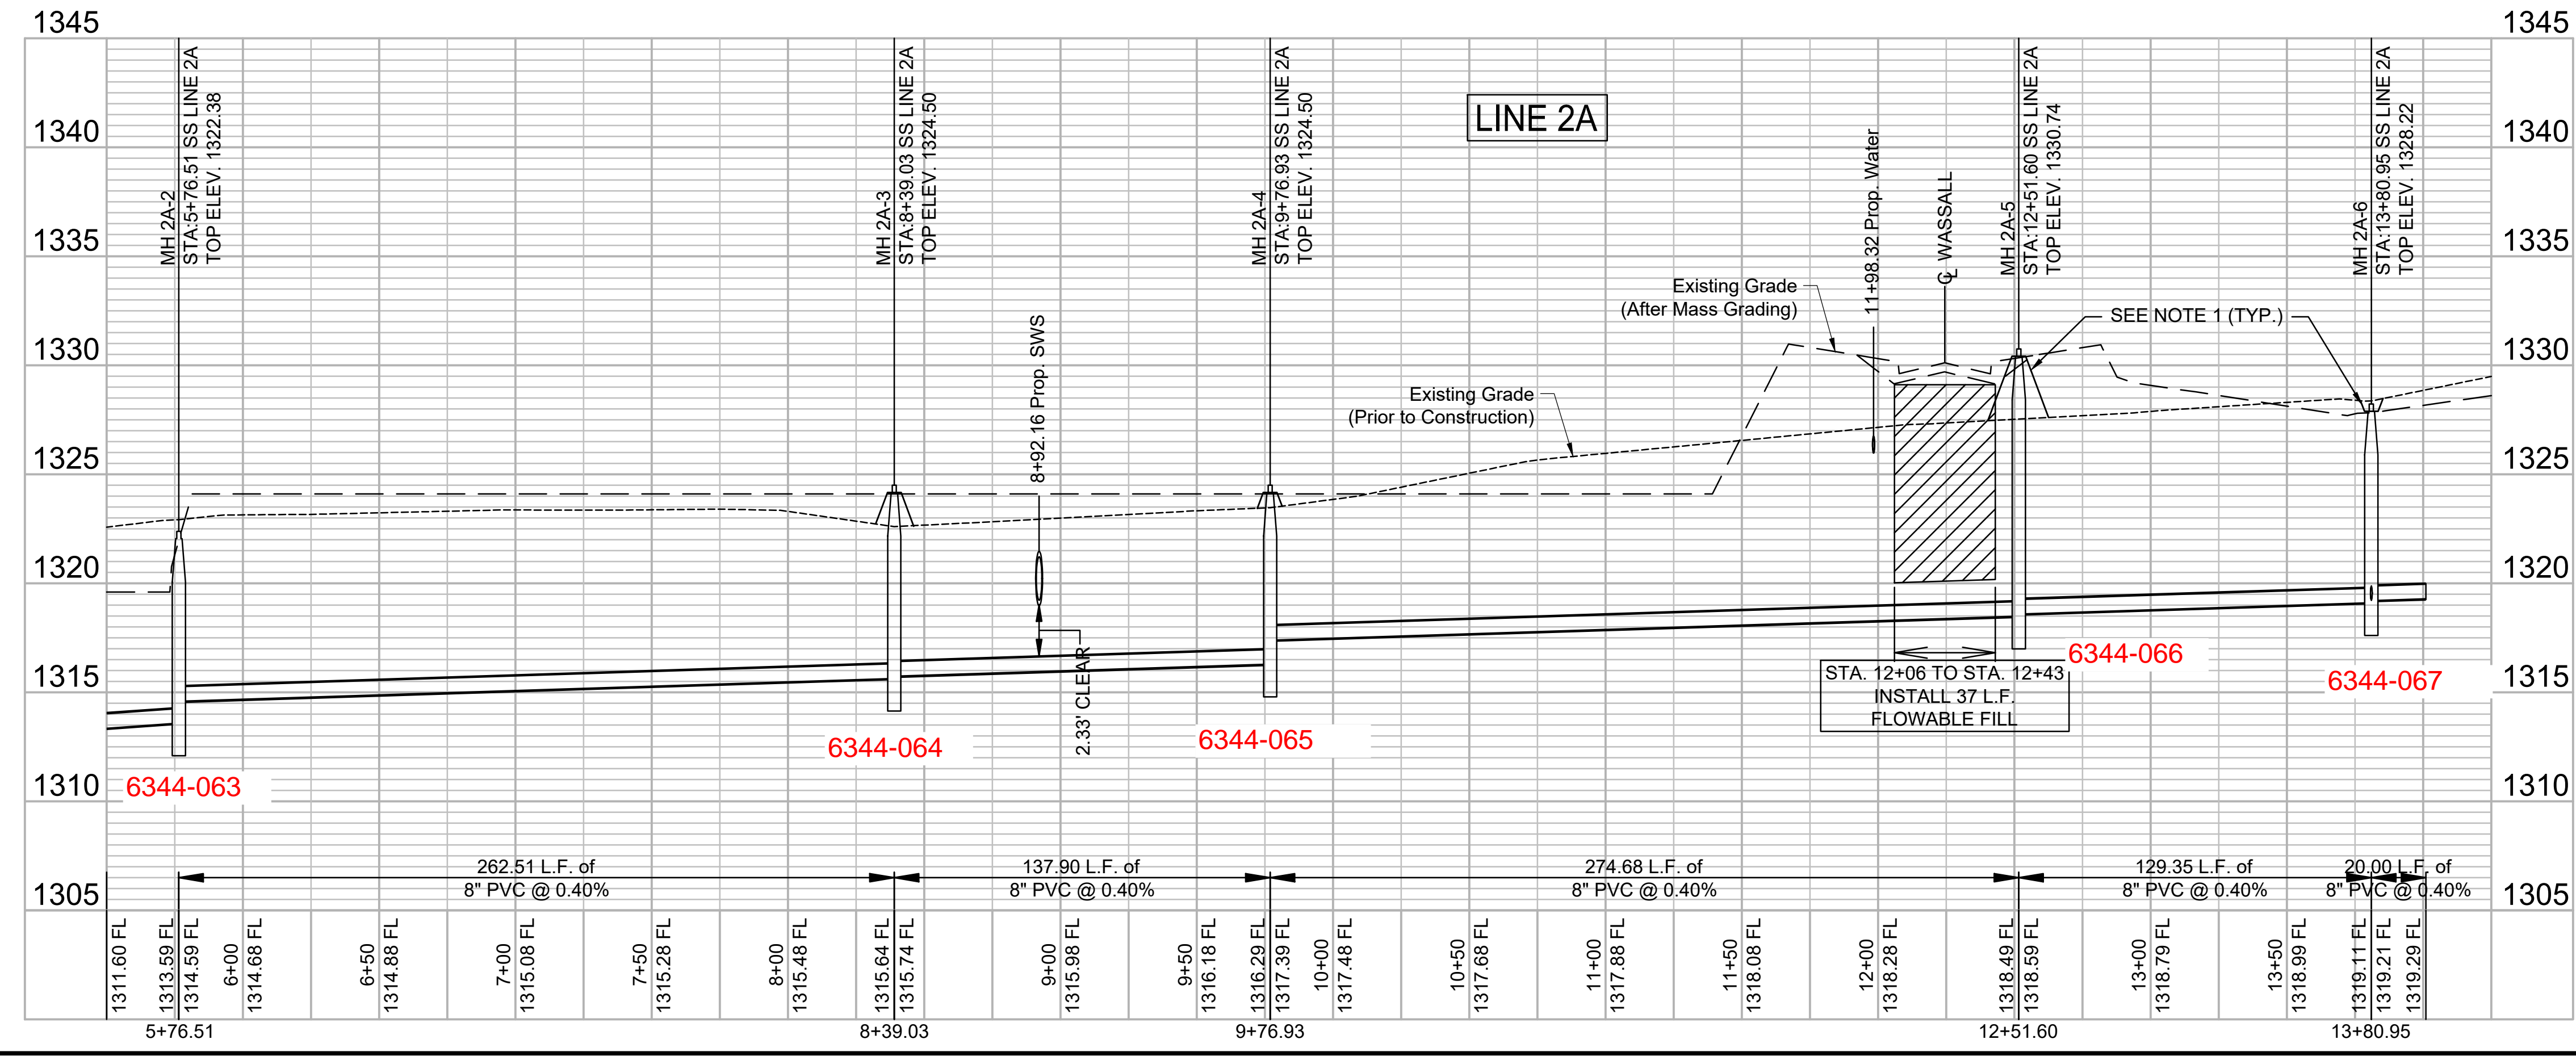 1345
1345
1340
1340
1335
1335
1330
1330
1325
1325
1320
1320
1315
1315
1310
1310
1305
1305
LINE 2A
MH 2A-2
STA:5+76.51 SS LINE 2A
TOP ELEV. 1322.38
MH 2A-3
STA:8+39.03 SS LINE 2A
TOP ELEV. 1324.50
8+92.16 Prop. SWS
2.33' CLEAR
MH 2A-4
STA:9+76.93 SS LINE 2A
TOP ELEV. 1324.50
Existing Grade
(Prior to Construction)
Existing Grade
(After Mass Grading)
11+98.32 Prop. Water
℄ WASSALL
MH 2A-5
STA:12+51.60 SS LINE 2A
TOP ELEV. 1330.74
SEE NOTE 1 (TYP.)
MH 2A-6
STA:13+80.95 SS LINE 2A
TOP ELEV. 1328.22
STA. 12+06 TO STA. 12+43
INSTALL 37 L.F.
FLOWABLE FILL
6344-063
6344-064
6344-065
6344-066
6344-067
262.51 L.F. of
8" PVC @ 0.40%
137.90 L.F. of
8" PVC @ 0.40%
274.68 L.F. of
8" PVC @ 0.40%
129.35 L.F. of
8" PVC @ 0.40%
20.00 L.F. of
8" PVC @ 0.40%
1311.60 FL
1313.59 FL
1314.59 FL
6+00
1314.68 FL
6+50
1314.88 FL
7+00
1315.08 FL
7+50
1315.28 FL
8+00
1315.48 FL
1315.64 FL
1315.74 FL
9+00
1315.98 FL
9+50
1316.18 FL
1316.29 FL
1317.39 FL
10+00
1317.48 FL
10+50
1317.68 FL
11+00
1317.88 FL
11+50
1318.08 FL
12+00
1318.28 FL
1318.49 FL
1318.59 FL
13+00
1318.79 FL
13+50
1318.99 FL
1319.11 FL
1319.21 FL
1319.29 FL
5+76.51
8+39.03
9+76.93
12+51.60
13+80.95